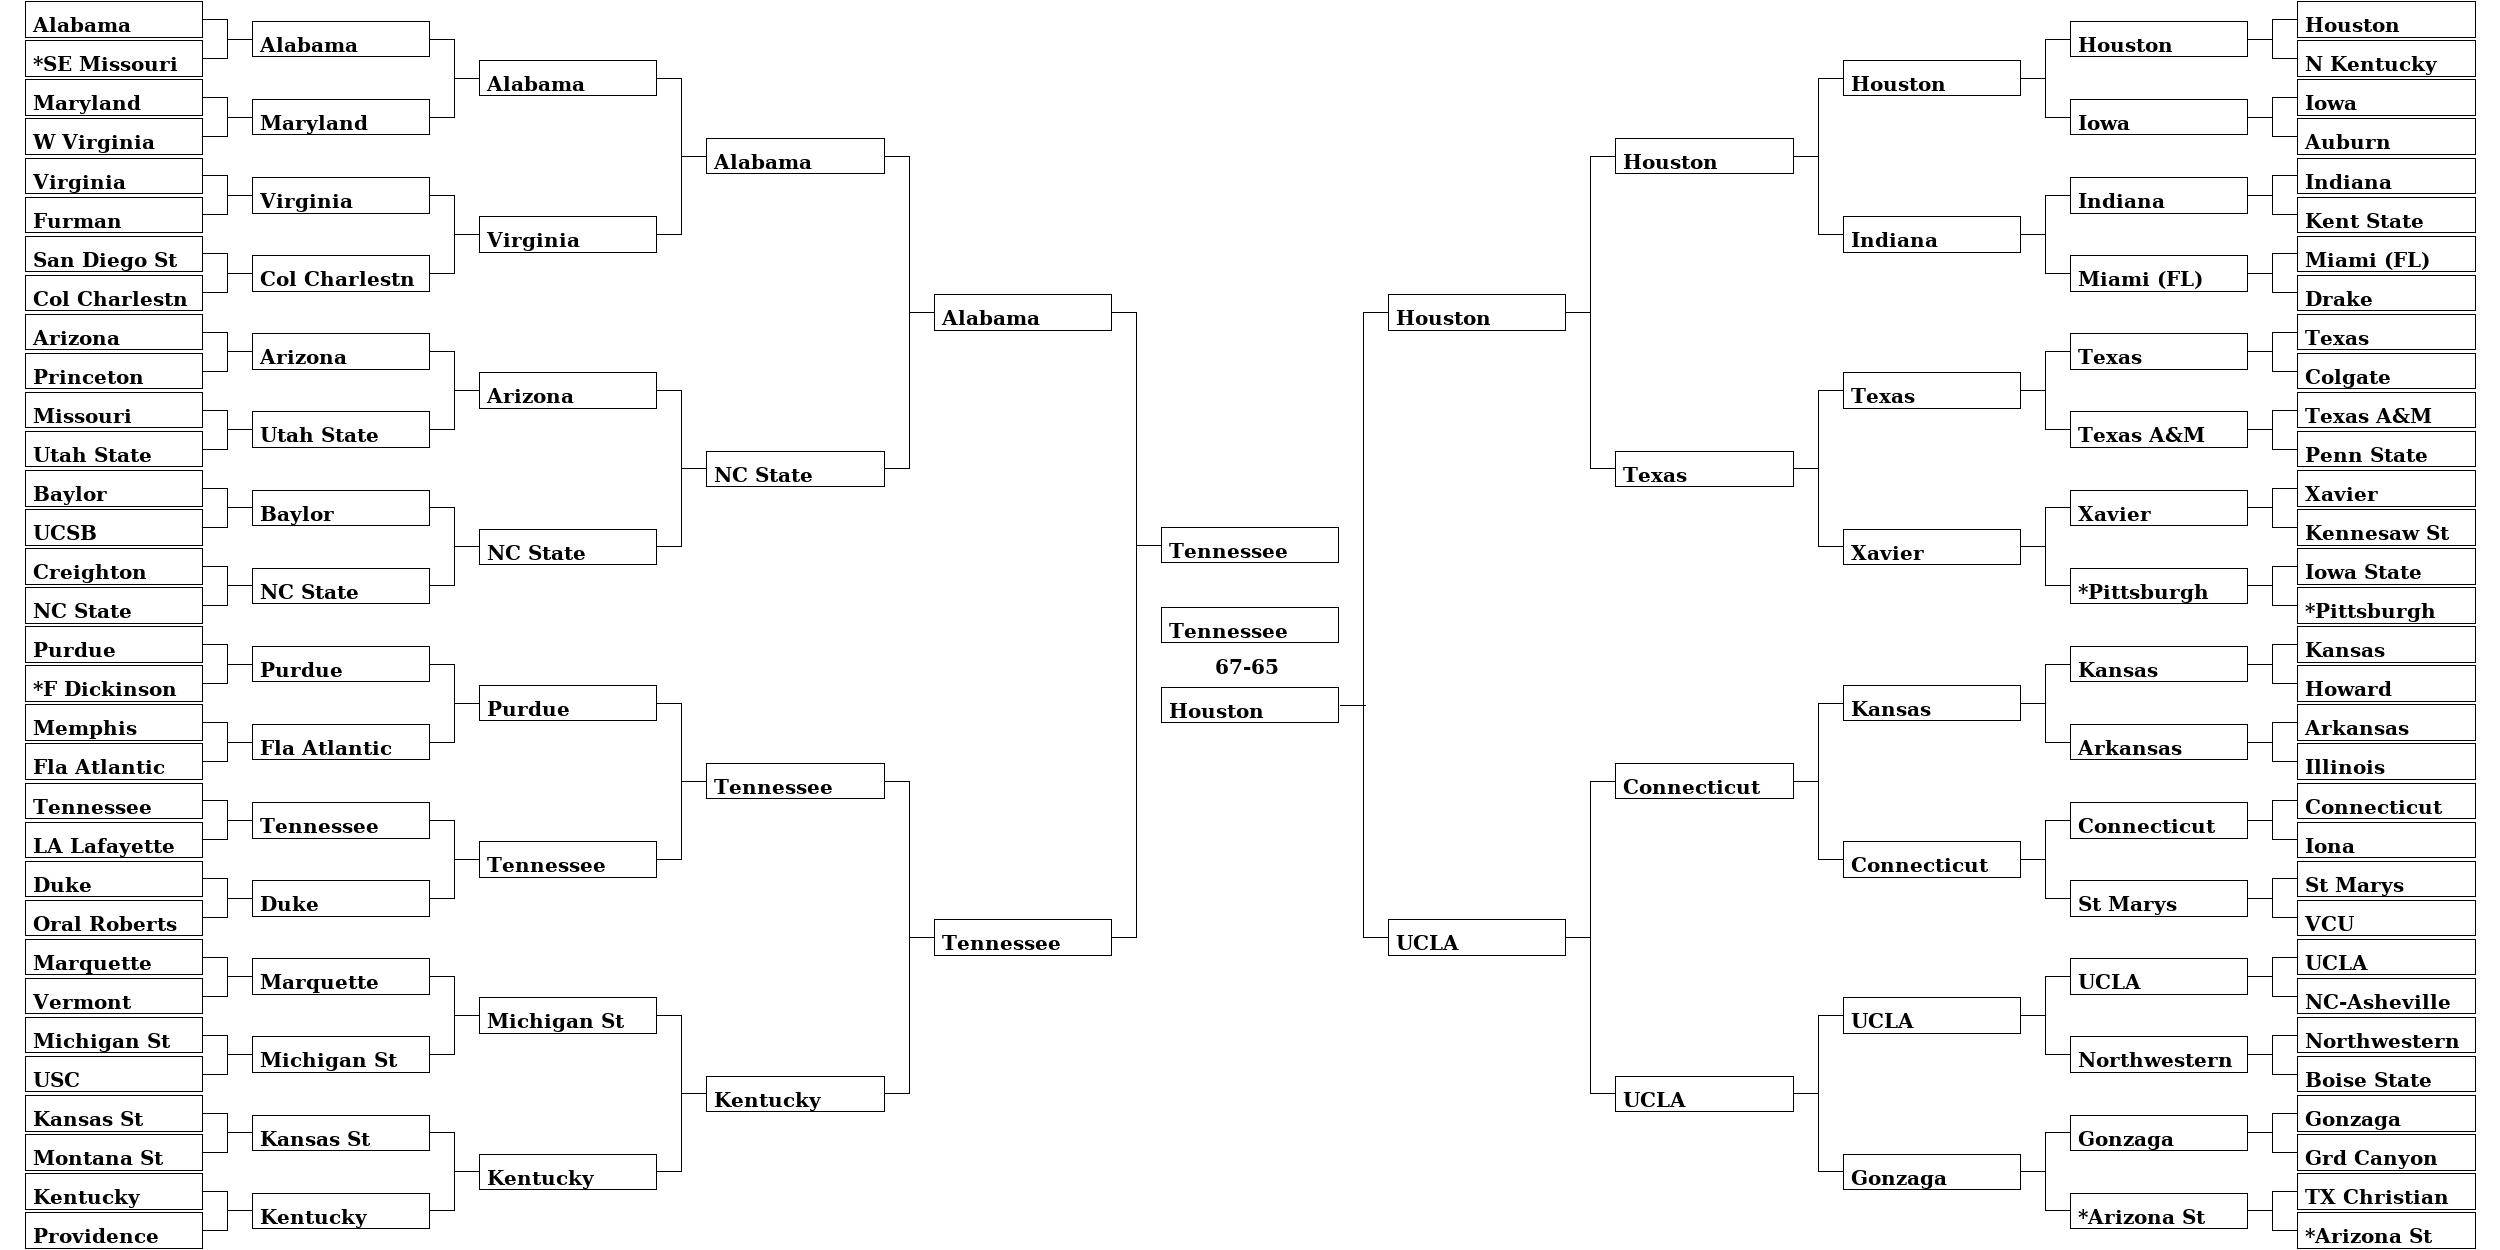 Alabama
*SE Missouri
Maryland
W Virginia
Virginia
Furman
San Diego St
Col Charlestn
Arizona
Princeton
Missouri
Utah State
Baylor
UCSB
Creighton
NC State
Purdue
*F Dickinson
Memphis
Fla Atlantic
Tennessee
LA Lafayette
Duke
Oral Roberts
Marquette
Vermont
Michigan St
USC
Kansas St
Montana St
Kentucky
Providence
Alabama
Maryland
Virginia
Col Charlestn
Arizona
Utah State
Baylor
NC State
Purdue
Fla Atlantic
Tennessee
Duke
Marquette
Michigan St
Kansas St
Kentucky
Alabama
Virginia
Arizona
NC State
Purdue
Tennessee
Michigan St
Kentucky
Alabama
NC State
Tennessee
Kentucky
Alabama
Tennessee
Tennessee
Tennessee
67-65
Houston
Houston
UCLA
Houston
Texas
Connecticut
UCLA
Houston
Indiana
Texas
Xavier
Kansas
Connecticut
UCLA
Gonzaga
Houston
Iowa
Indiana
Miami (FL)
Texas
Texas A&M
Xavier
*Pittsburgh
Kansas
Arkansas
Connecticut
St Marys
UCLA
Northwestern
Gonzaga
*Arizona St
Houston
N Kentucky
Iowa
Auburn
Indiana
Kent State
Miami (FL)
Drake
Texas
Colgate
Texas A&M
Penn State
Xavier
Kennesaw St
Iowa State
*Pittsburgh
Kansas
Howard
Arkansas
Illinois
Connecticut
Iona
St Marys
VCU
UCLA
NC-Asheville
Northwestern
Boise State
Gonzaga
Grd Canyon
TX Christian
*Arizona St